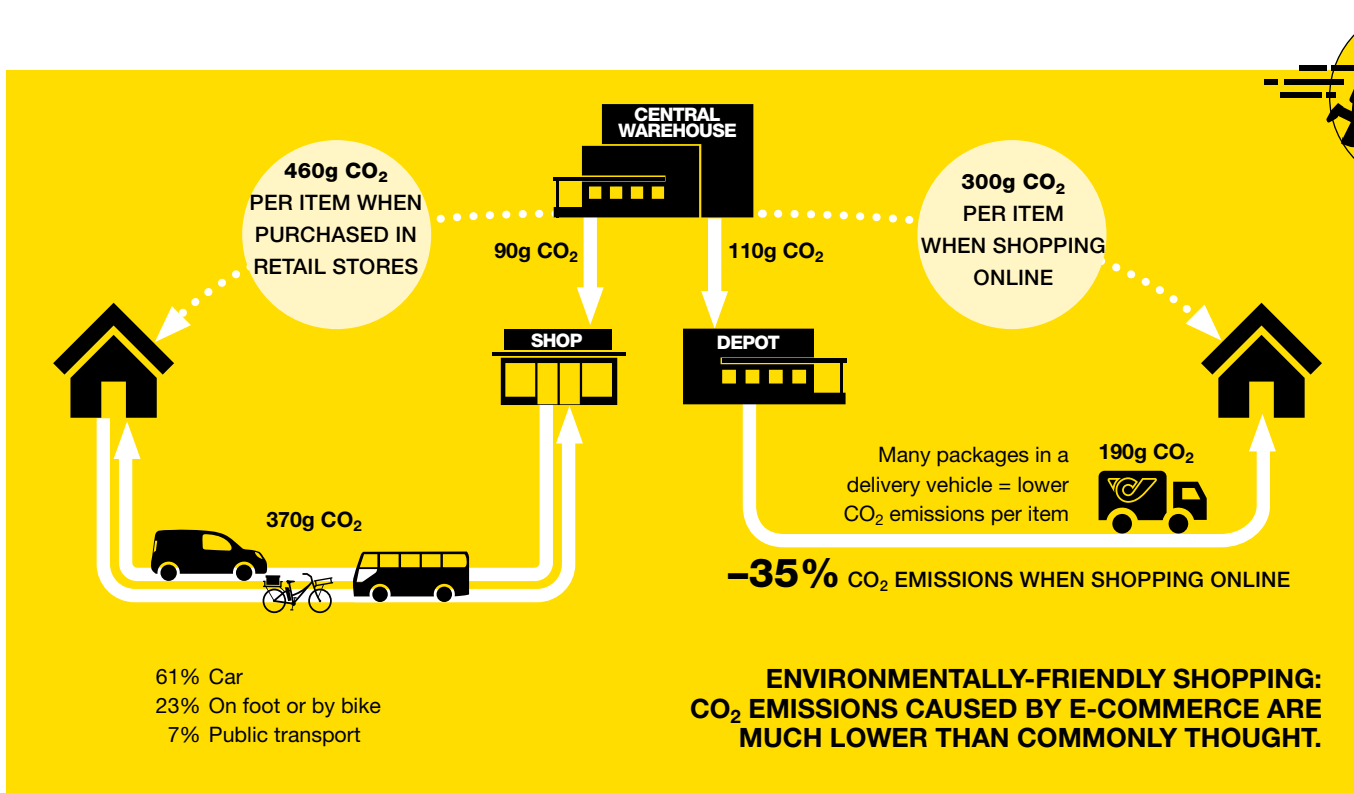 CENTRAL
WAREHOUSE
460g CO₂
PER ITEM WHEN
PURCHASED IN
RETAIL STORES
300g CO₂
PER ITEM
WHEN SHOPPING
ONLINE
90g CO₂
110g CO₂
SHOP
DEPOT
370g CO₂
Many packages in a
delivery vehicle = lower
CO₂ emissions per item
190g CO₂
–35% CO₂ EMISSIONS WHEN SHOPPING ONLINE
61% Car
23% On foot or by bike
7% Public transport
ENVIRONMENTALLY-FRIENDLY SHOPPING:
CO₂ EMISSIONS CAUSED BY E-COMMERCE ARE
MUCH LOWER THAN COMMONLY THOUGHT.